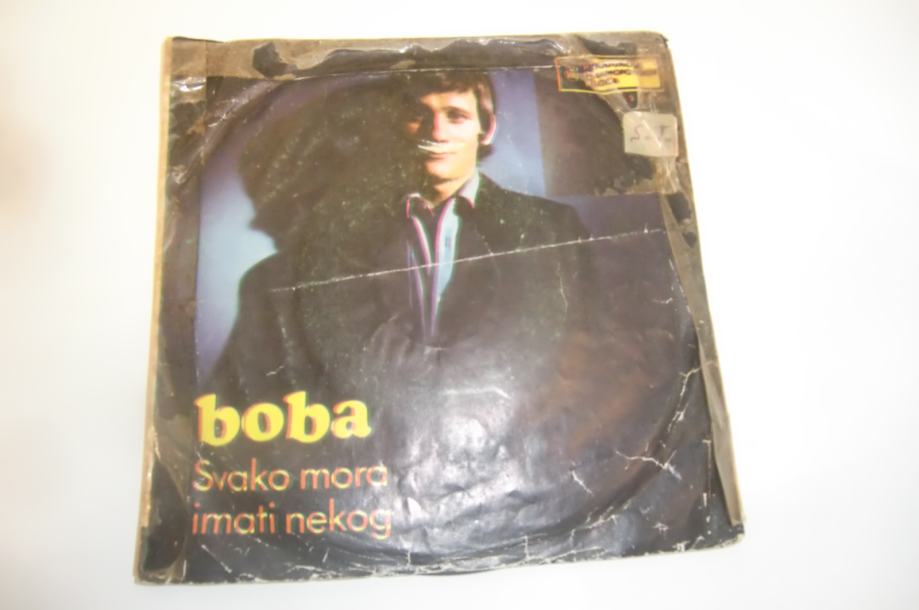 boba
Svako mora
imati nekog